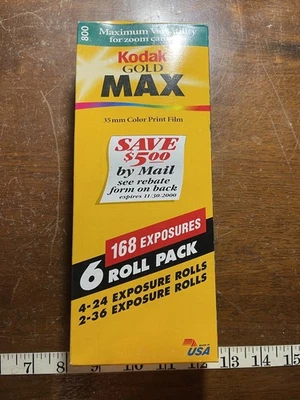 800
Maximum Versatility
for zoom cameras
Kodak
GOLD
MAX
35mm Color Print Film
SAVE
$5.00
by Mail
see rebate
form on back
expires 11/30/2000
168 EXPOSURES
6 ROLL PACK
4-24 EXPOSURE ROLLS
2-36 EXPOSURE ROLLS
USA
7 8 9 10 11 12 13 14 15